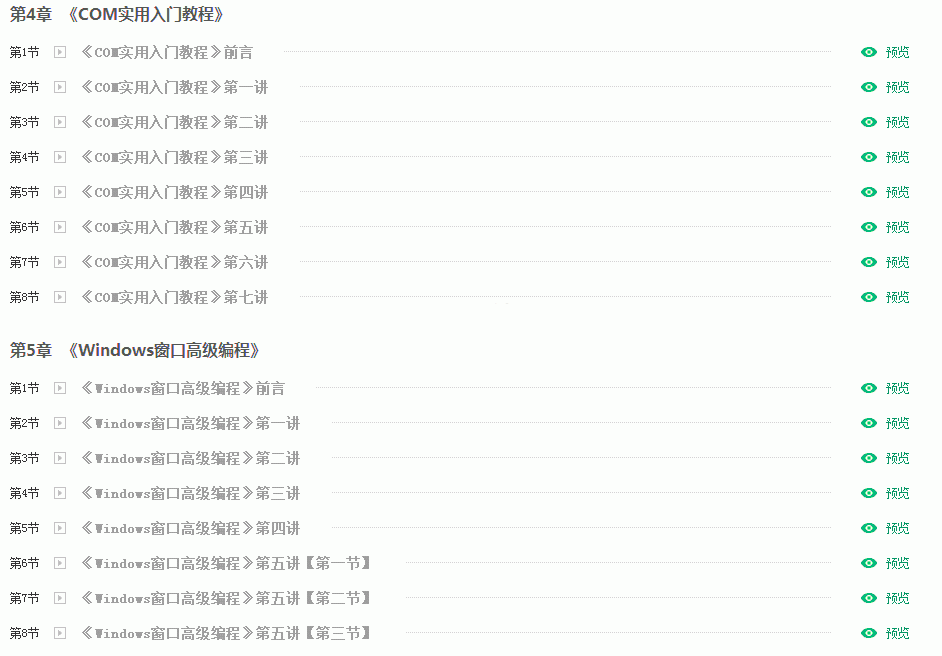 第4章 《COM实用入门教程》
第1节 《COM实用入门教程》前言 预览
第2节 《COM实用入门教程》第一讲 预览
第3节 《COM实用入门教程》第二讲 预览
第4节 《COM实用入门教程》第三讲 预览
第5节 《COM实用入门教程》第四讲 预览
第6节 《COM实用入门教程》第五讲 预览
第7节 《COM实用入门教程》第六讲 预览
第8节 《COM实用入门教程》第七讲 预览
第5章 《Windows窗口高级编程》
第1节 《Windows窗口高级编程》前言 预览
第2节 《Windows窗口高级编程》第一讲 预览
第3节 《Windows窗口高级编程》第二讲 预览
第4节 《Windows窗口高级编程》第三讲 预览
第5节 《Windows窗口高级编程》第四讲 预览
第6节 《Windows窗口高级编程》第五讲【第一节】 预览
第7节 《Windows窗口高级编程》第五讲【第二节】 预览
第8节 《Windows窗口高级编程》第五讲【第三节】 预览